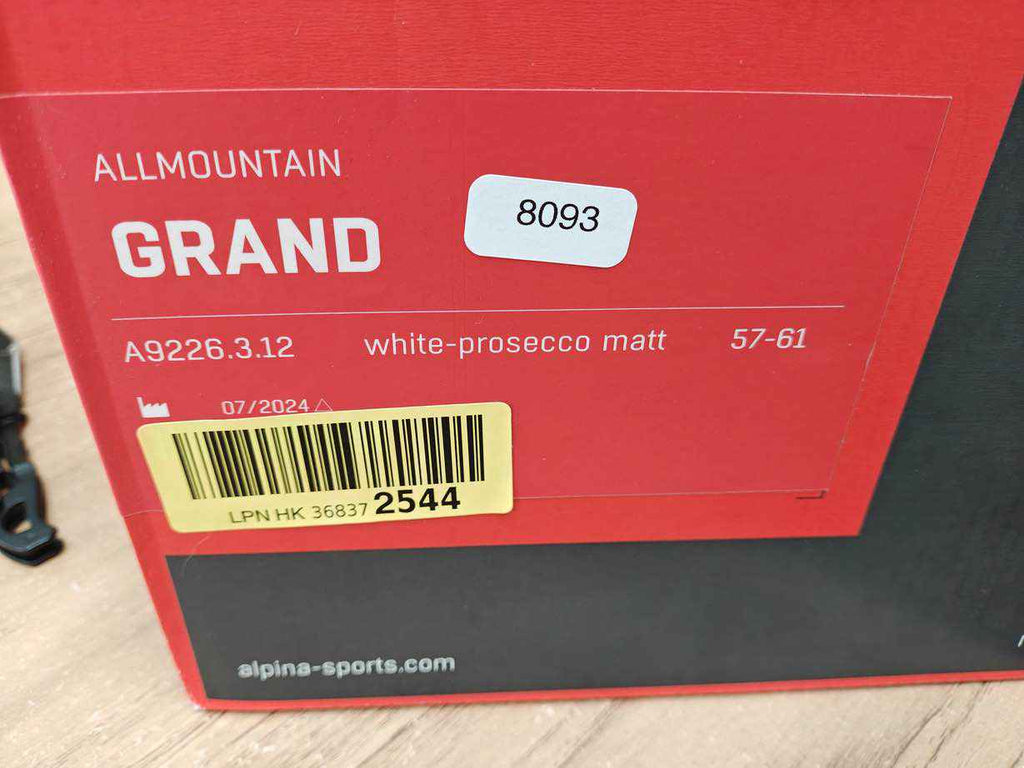 ALLMOUNTAIN
GRAND
8093
A9226.3.12 white-prosecco matt 57-61
07/2024
LPN HK 36837 2544
alpina-sports.com